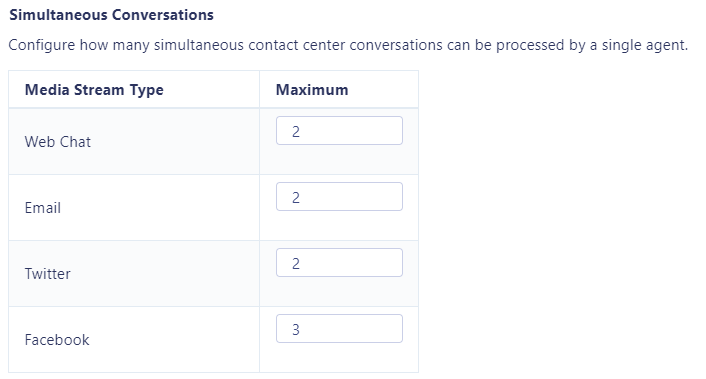 Simultaneous Conversations
Configure how many simultaneous contact center conversations can be processed by a single agent.
Media Stream Type Maximum
Web Chat 2
Email 2
Twitter 2
Facebook 3